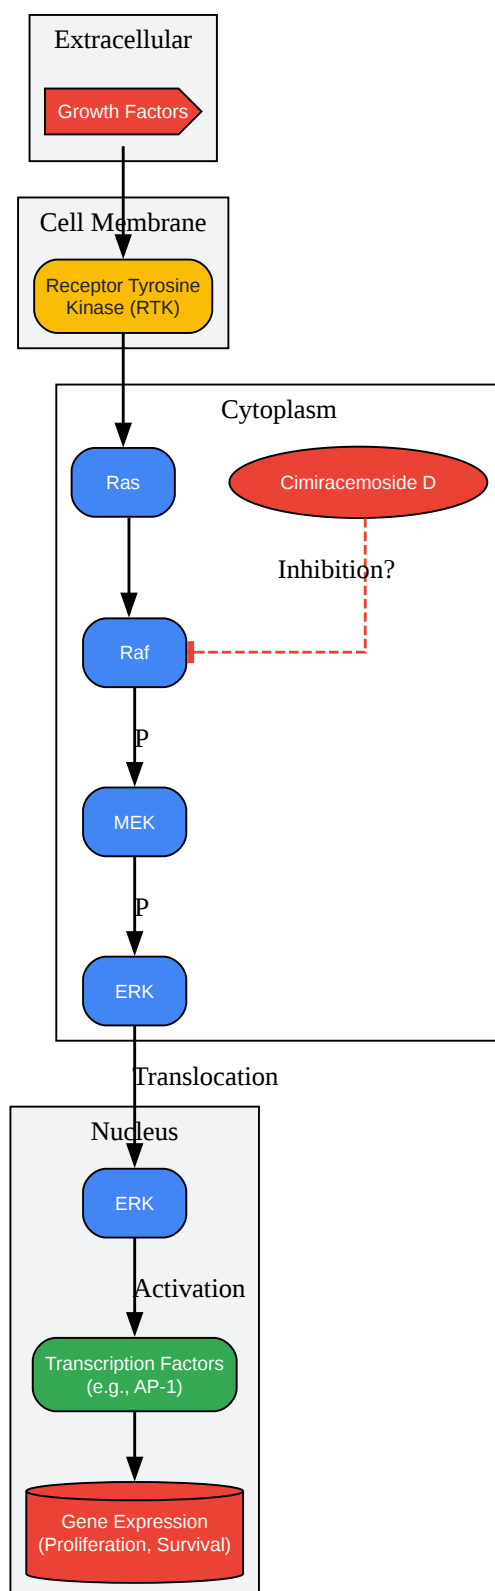 Extracellular
Growth Factors
Cell Membrane
Receptor Tyrosine
Kinase (RTK)
Cytoplasm
Ras
Cimiracemoside D
Inhibition?
Raf
P
MEK
P
ERK
Translocation
Nucleus
ERK
Activation
Transcription Factors
(e.g., AP-1)
Gene Expression
(Proliferation, Survival)